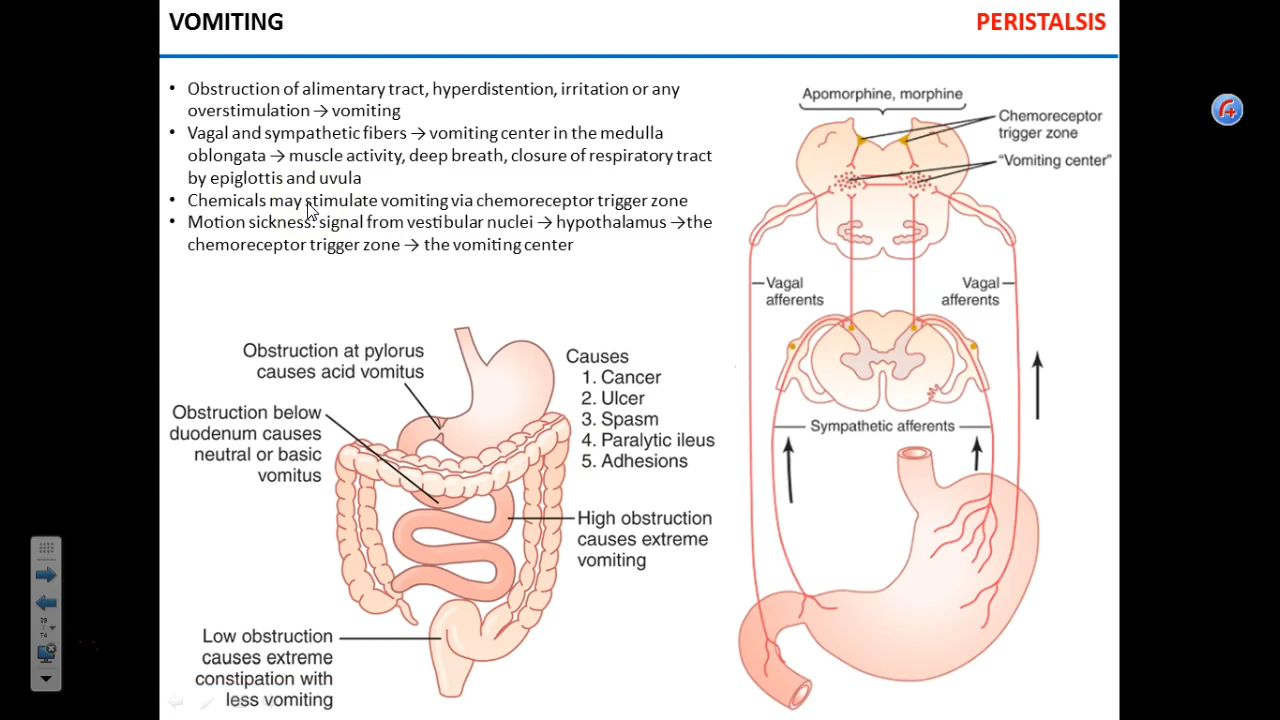 VOMITING
PERISTALSIS
• Obstruction of alimentary tract, hyperdistention, irritation or any
overstimulation → vomiting
• Vagal and sympathetic fibers → vomiting center in the medulla
oblongata → muscle activity, deep breath, closure of respiratory tract
by epiglottis and uvula
• Chemicals may stimulate vomiting via chemoreceptor trigger zone
• Motion sickness: signal from vestibular nuclei → hypothalamus →the
chemoreceptor trigger zone → the vomiting center
Obstruction at pylorus
causes acid vomitus
Obstruction below
duodenum causes
neutral or basic
vomitus
Causes
1. Cancer
2. Ulcer
3. Spasm
4. Paralytic ileus
5. Adhesions
High obstruction
causes extreme
vomiting
Low obstruction
causes extreme
constipation with
less vomiting
Apomorphine, morphine
Chemoreceptor
trigger zone
“Vomiting center”
Vagal
afferents
Vagal
afferents
Sympathetic afferents